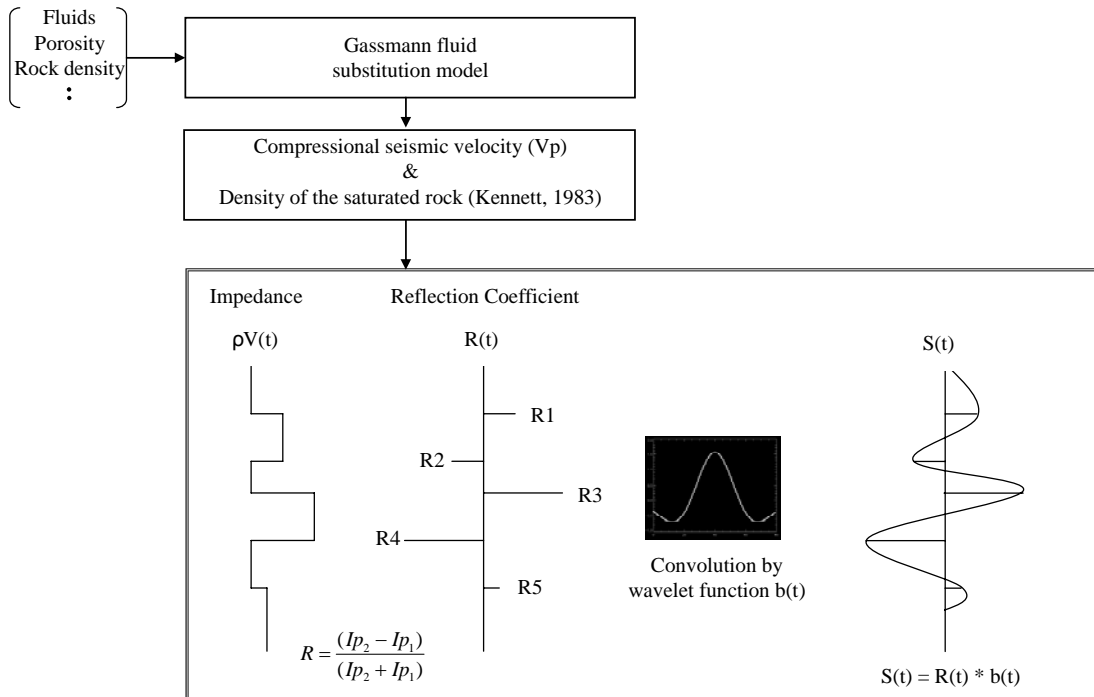 Fluids
Porosity
Rock density
⋮
Gassmann fluid
substitution model
Compressional seismic velocity (Vp)
&
Density of the saturated rock (Kennett, 1983)
Impedance
Reflection Coefficient
ρV(t)
R(t)
S(t)
R1
R2
R3
R4
R5
Convolution by
wavelet function b(t)
R = (Ip₂ − Ip₁) / (Ip₂ + Ip₁)
S(t) = R(t) * b(t)